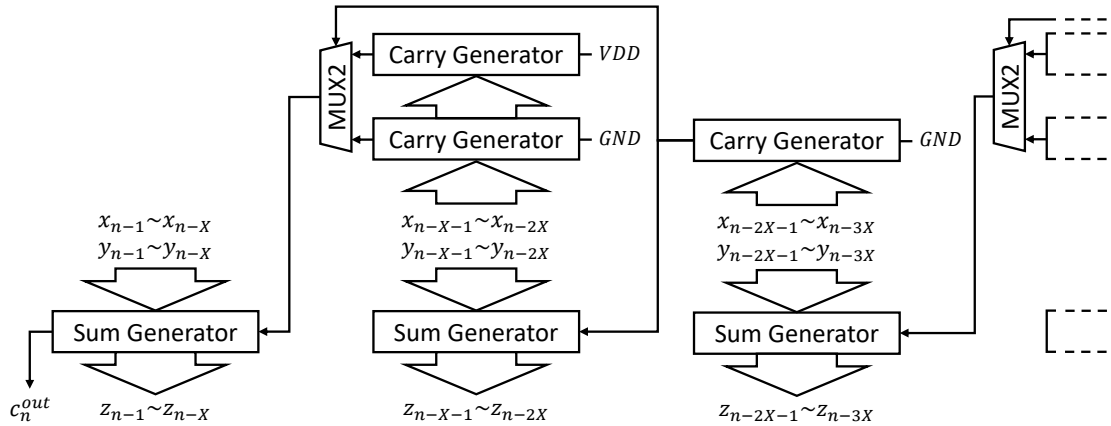 Carry Generator
VDD
MUX2
MUX2
Carry Generator
GND
Carry Generator
GND
x_{n-1}~x_{n-X}
y_{n-1}~y_{n-X}
x_{n-X-1}~x_{n-2X}
y_{n-X-1}~y_{n-2X}
x_{n-2X-1}~x_{n-3X}
y_{n-2X-1}~y_{n-3X}
Sum Generator
Sum Generator
Sum Generator
c_n^{out}
z_{n-1}~z_{n-X}
z_{n-X-1}~z_{n-2X}
z_{n-2X-1}~z_{n-3X}